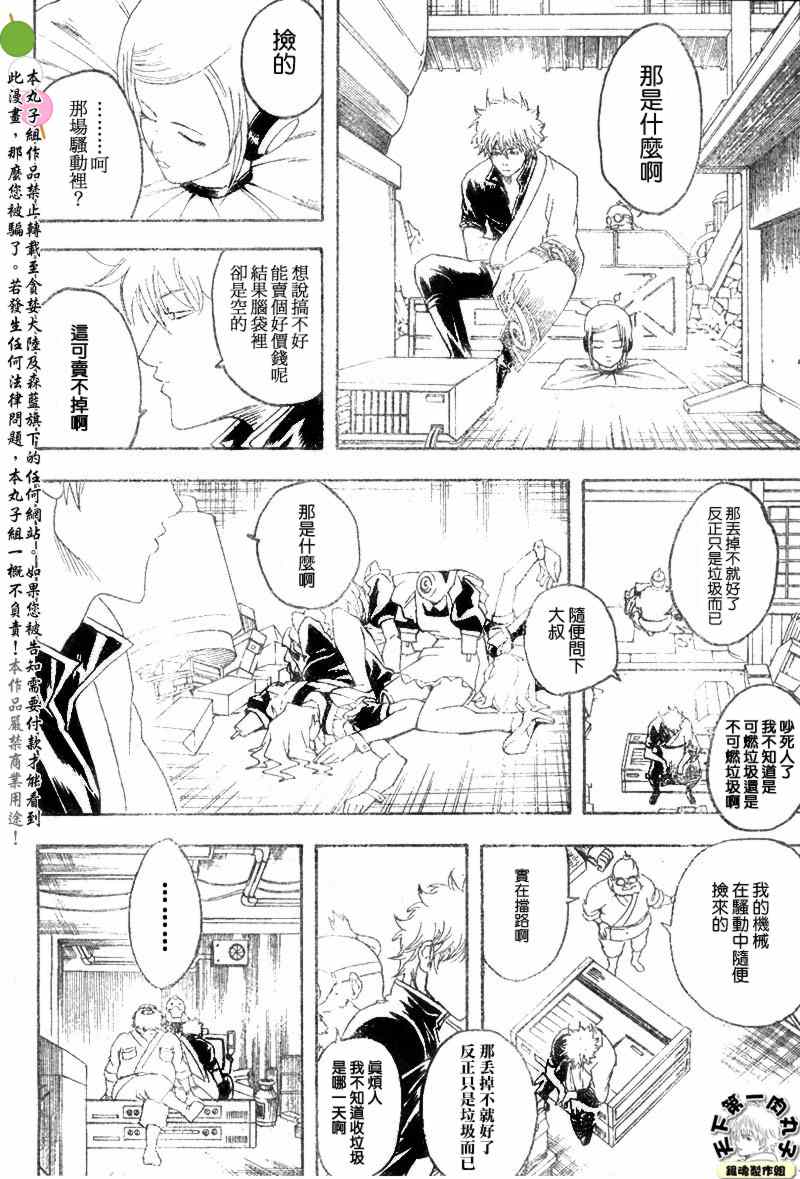 那是什麼啊
撿的
………呵
那場騷動裡？
想說搞不好
能賣個好價錢呢
結果腦袋裡
卻是空的
這可賣不掉啊
那丟掉不就好了
反正只是垃圾而已
吵死人了
我不知道是
可燃垃圾還是
不可燃垃圾啊
隨便問下
大叔
那是什麼啊
我的機械
在騷動中隨便
撿來的
實在擋路啊
那丟掉不就好了
反正只是垃圾而已
眞煩人
我不知道收垃圾
是哪一天啊
………
本丸子組作品禁止轉載至貪婪大陸及森藍旗下的任何網站。如果您被告知需要付款才能看到
此漫畫，那麼您被騙了。若發生任何法律問題，本丸子組一概不負責！本作品嚴禁商業用途！
天下第一肉丸子
銀魂製作組